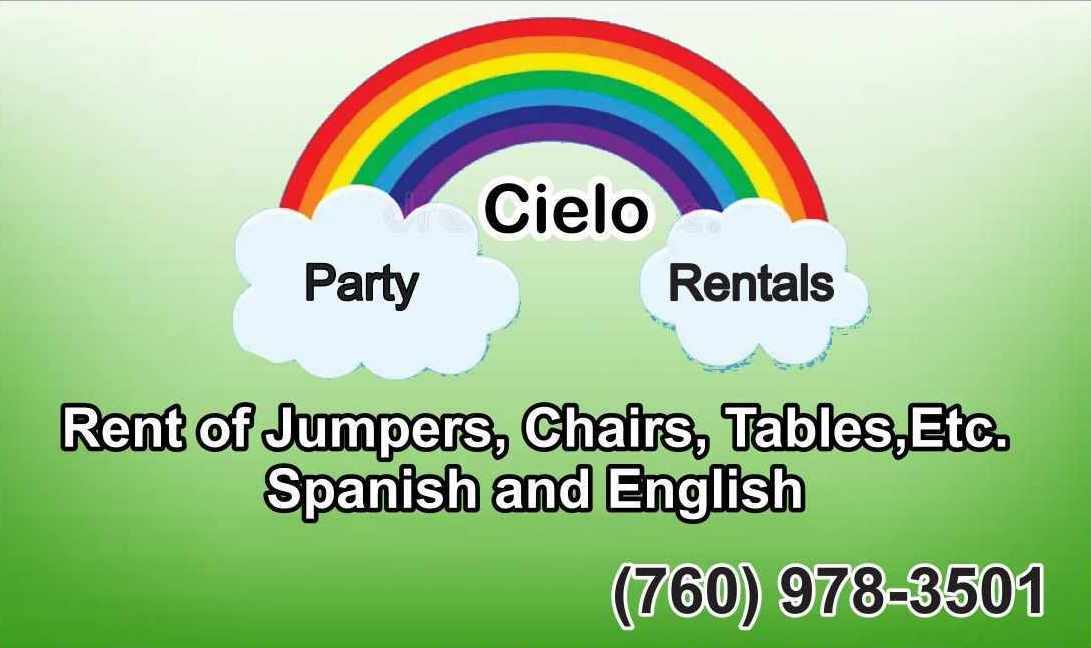 Cielo
Party Rentals
Rent of Jumpers, Chairs, Tables,Etc.
Spanish and English
(760) 978-3501